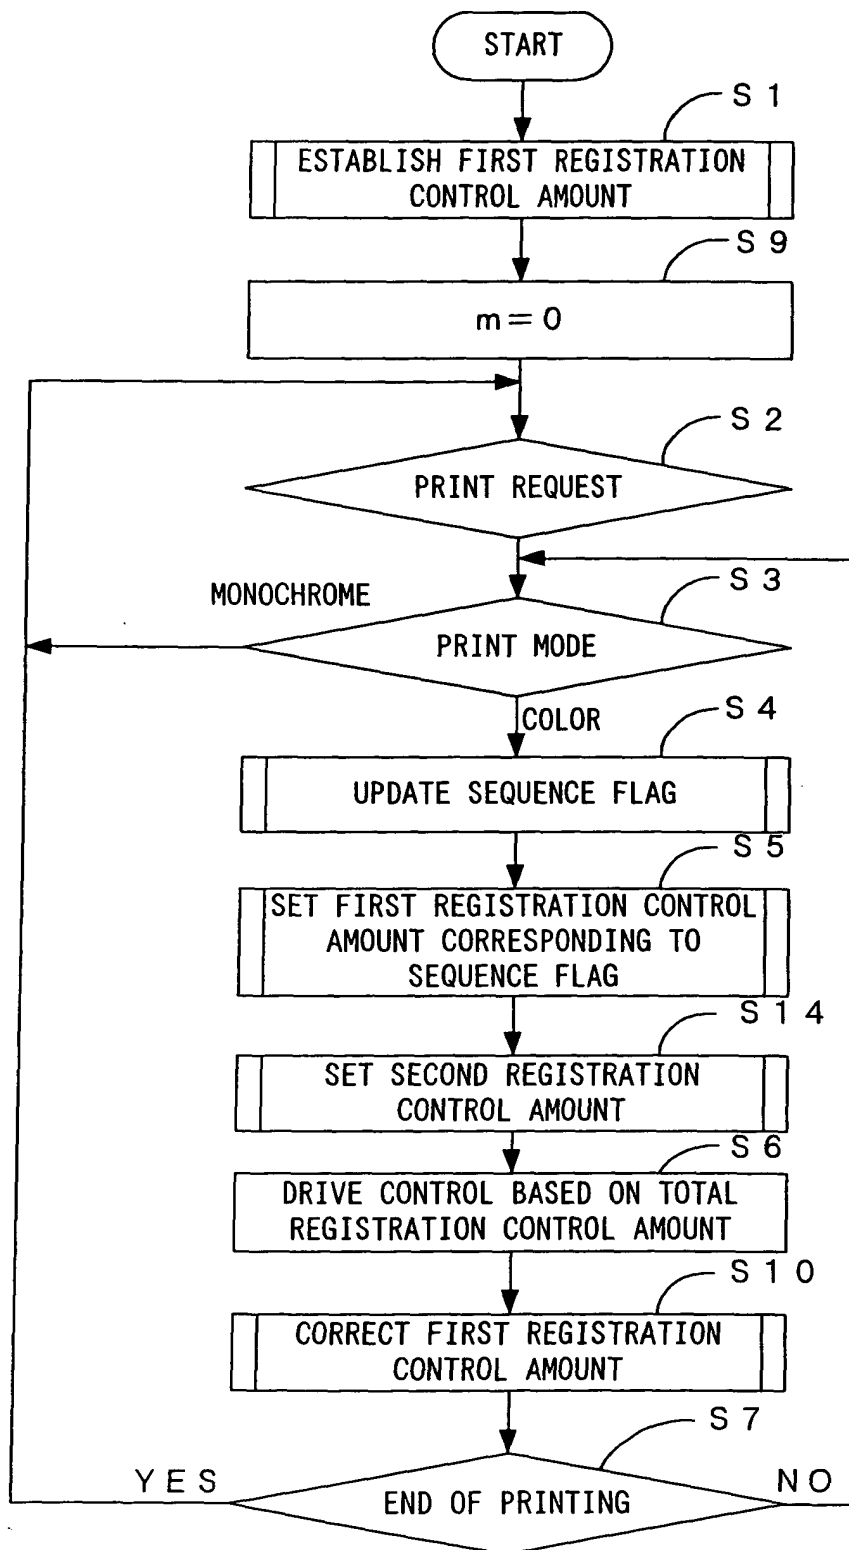 START
S 1
ESTABLISH FIRST REGISTRATION
CONTROL AMOUNT
S 9
m=0
S 2
PRINT REQUEST
S 3
MONOCHROME
PRINT MODE
COLOR
S 4
UPDATE SEQUENCE FLAG
S 5
SET FIRST REGISTRATION CONTROL
AMOUNT CORRESPONDING TO
SEQUENCE FLAG
S 1 4
SET SECOND REGISTRATION
CONTROL AMOUNT
S 6
DRIVE CONTROL BASED ON TOTAL
REGISTRATION CONTROL AMOUNT
S 1 0
CORRECT FIRST REGISTRATION
CONTROL AMOUNT
S 7
YES
END OF PRINTING
NO